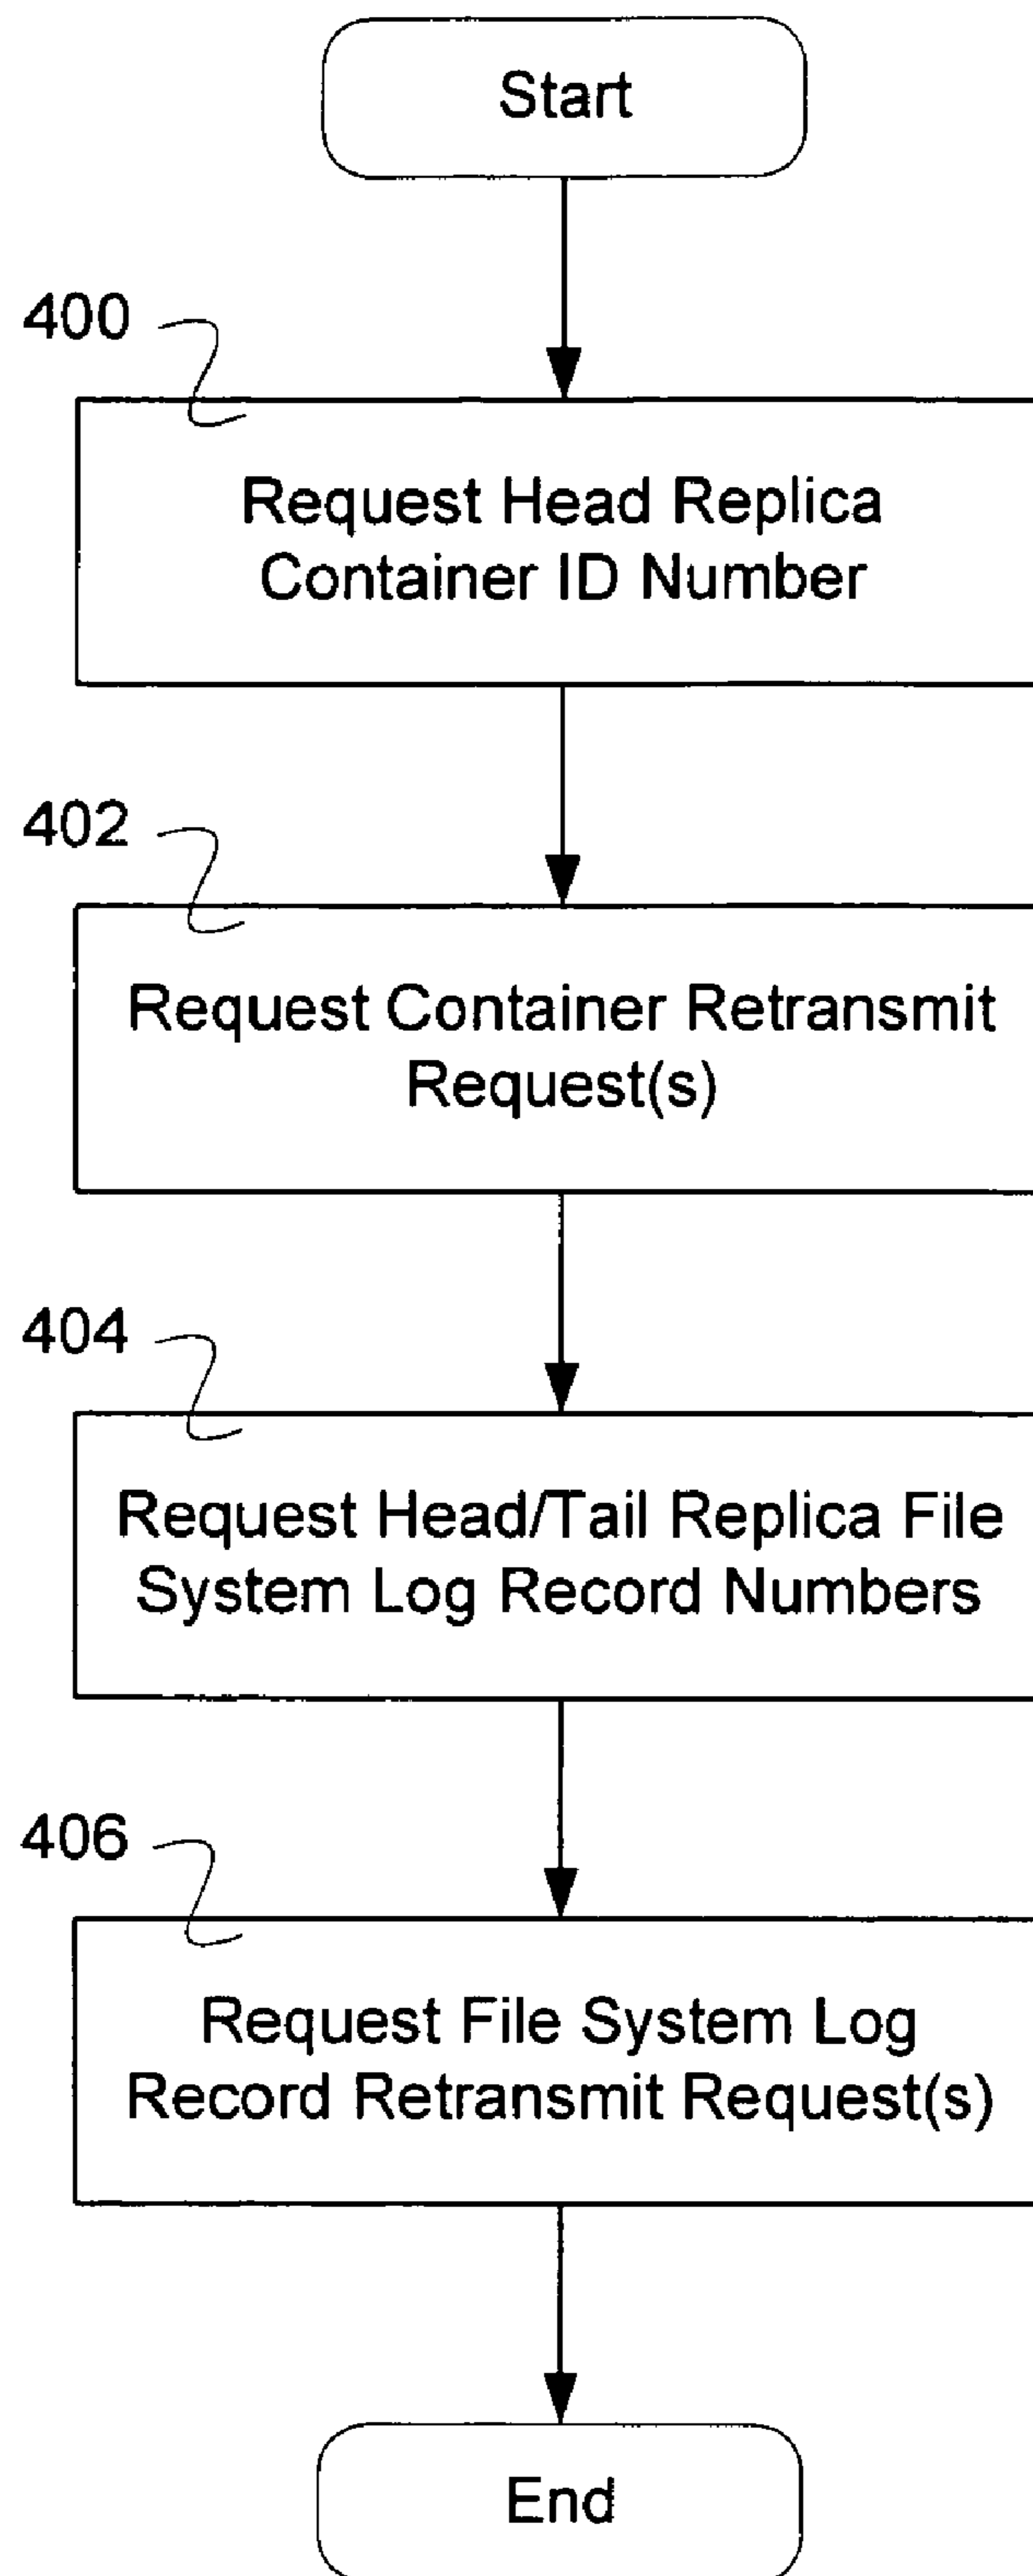 Start
400
Request Head Replica
Container ID Number
402
Request Container Retransmit
Request(s)
404
Request Head/Tail Replica File
System Log Record Numbers
406
Request File System Log
Record Retransmit Request(s)
End